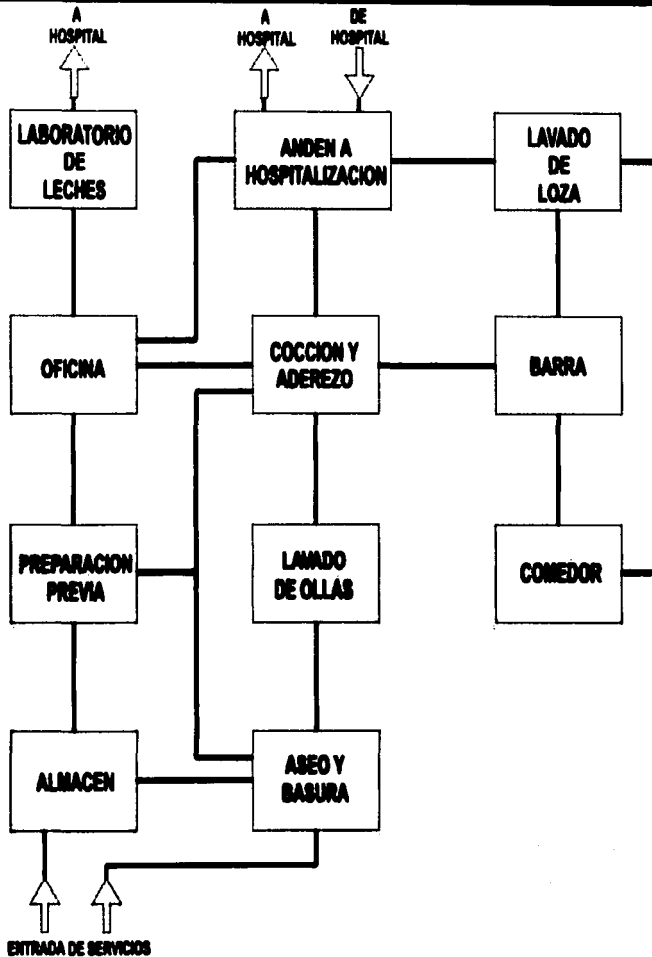 A
HOSPITAL
A
HOSPITAL
DE
HOSPITAL
LABORATORIO
DE
LECHES
ANDEN A
HOSPITALIZACION
LAVADO
DE
LOZA
OFICINA
COCCION Y
ADEREZO
BARRA
PREPARACION
PREVIA
LAVADO
DE OLLAS
COMEDOR
ALMACEN
ASEO Y
BASURA
ENTRADA DE SERVICIOS